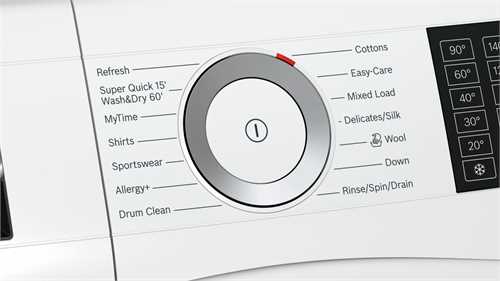 Refresh
Super Quick 15'
Wash&Dry 60'
MyTime
Shirts
Sportswear
Allergy+
Drum Clean
Cottons
Easy-Care
Mixed Load
Delicates/Silk
Wool
Down
Rinse/Spin/Drain
90°
60°
40°
30°
20°